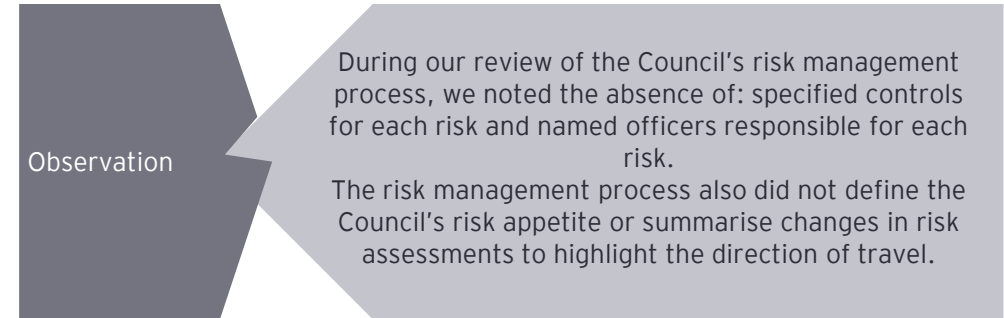 Observation
During our review of the Council's risk management
process, we noted the absence of: specified controls
for each risk and named officers responsible for each
risk.
The risk management process also did not define the
Council's risk appetite or summarise changes in risk
assessments to highlight the direction of travel.